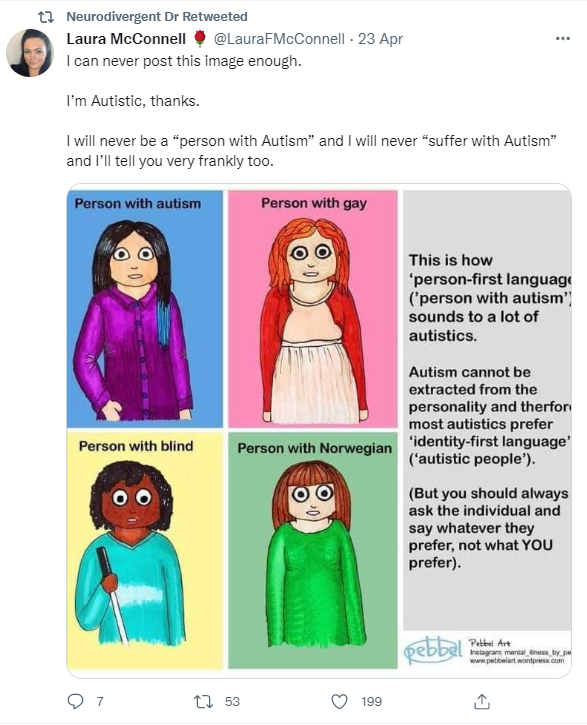 Neurodivergent Dr Retweeted
Laura McConnell 🌹 @LauraFMcConnell · 23 Apr
I can never post this image enough.
I'm Autistic, thanks.
I will never be a “person with Autism” and I will never “suffer with Autism”
and I'll tell you very frankly too.
Person with autism
Person with gay
Person with blind
Person with Norwegian
This is how
'person-first language
('person with autism')
sounds to a lot of
autistics.
Autism cannot be
extracted from the
personality and therfor
most autistics prefer
'identity-first language'
('autistic people').
(But you should always
ask the individual and
say whatever they
prefer, not what YOU
prefer).
pebbel
Pebbel Art
Instagram: mental_illness_by_pe
www.pebbelart.wordpress.com
7
53
199